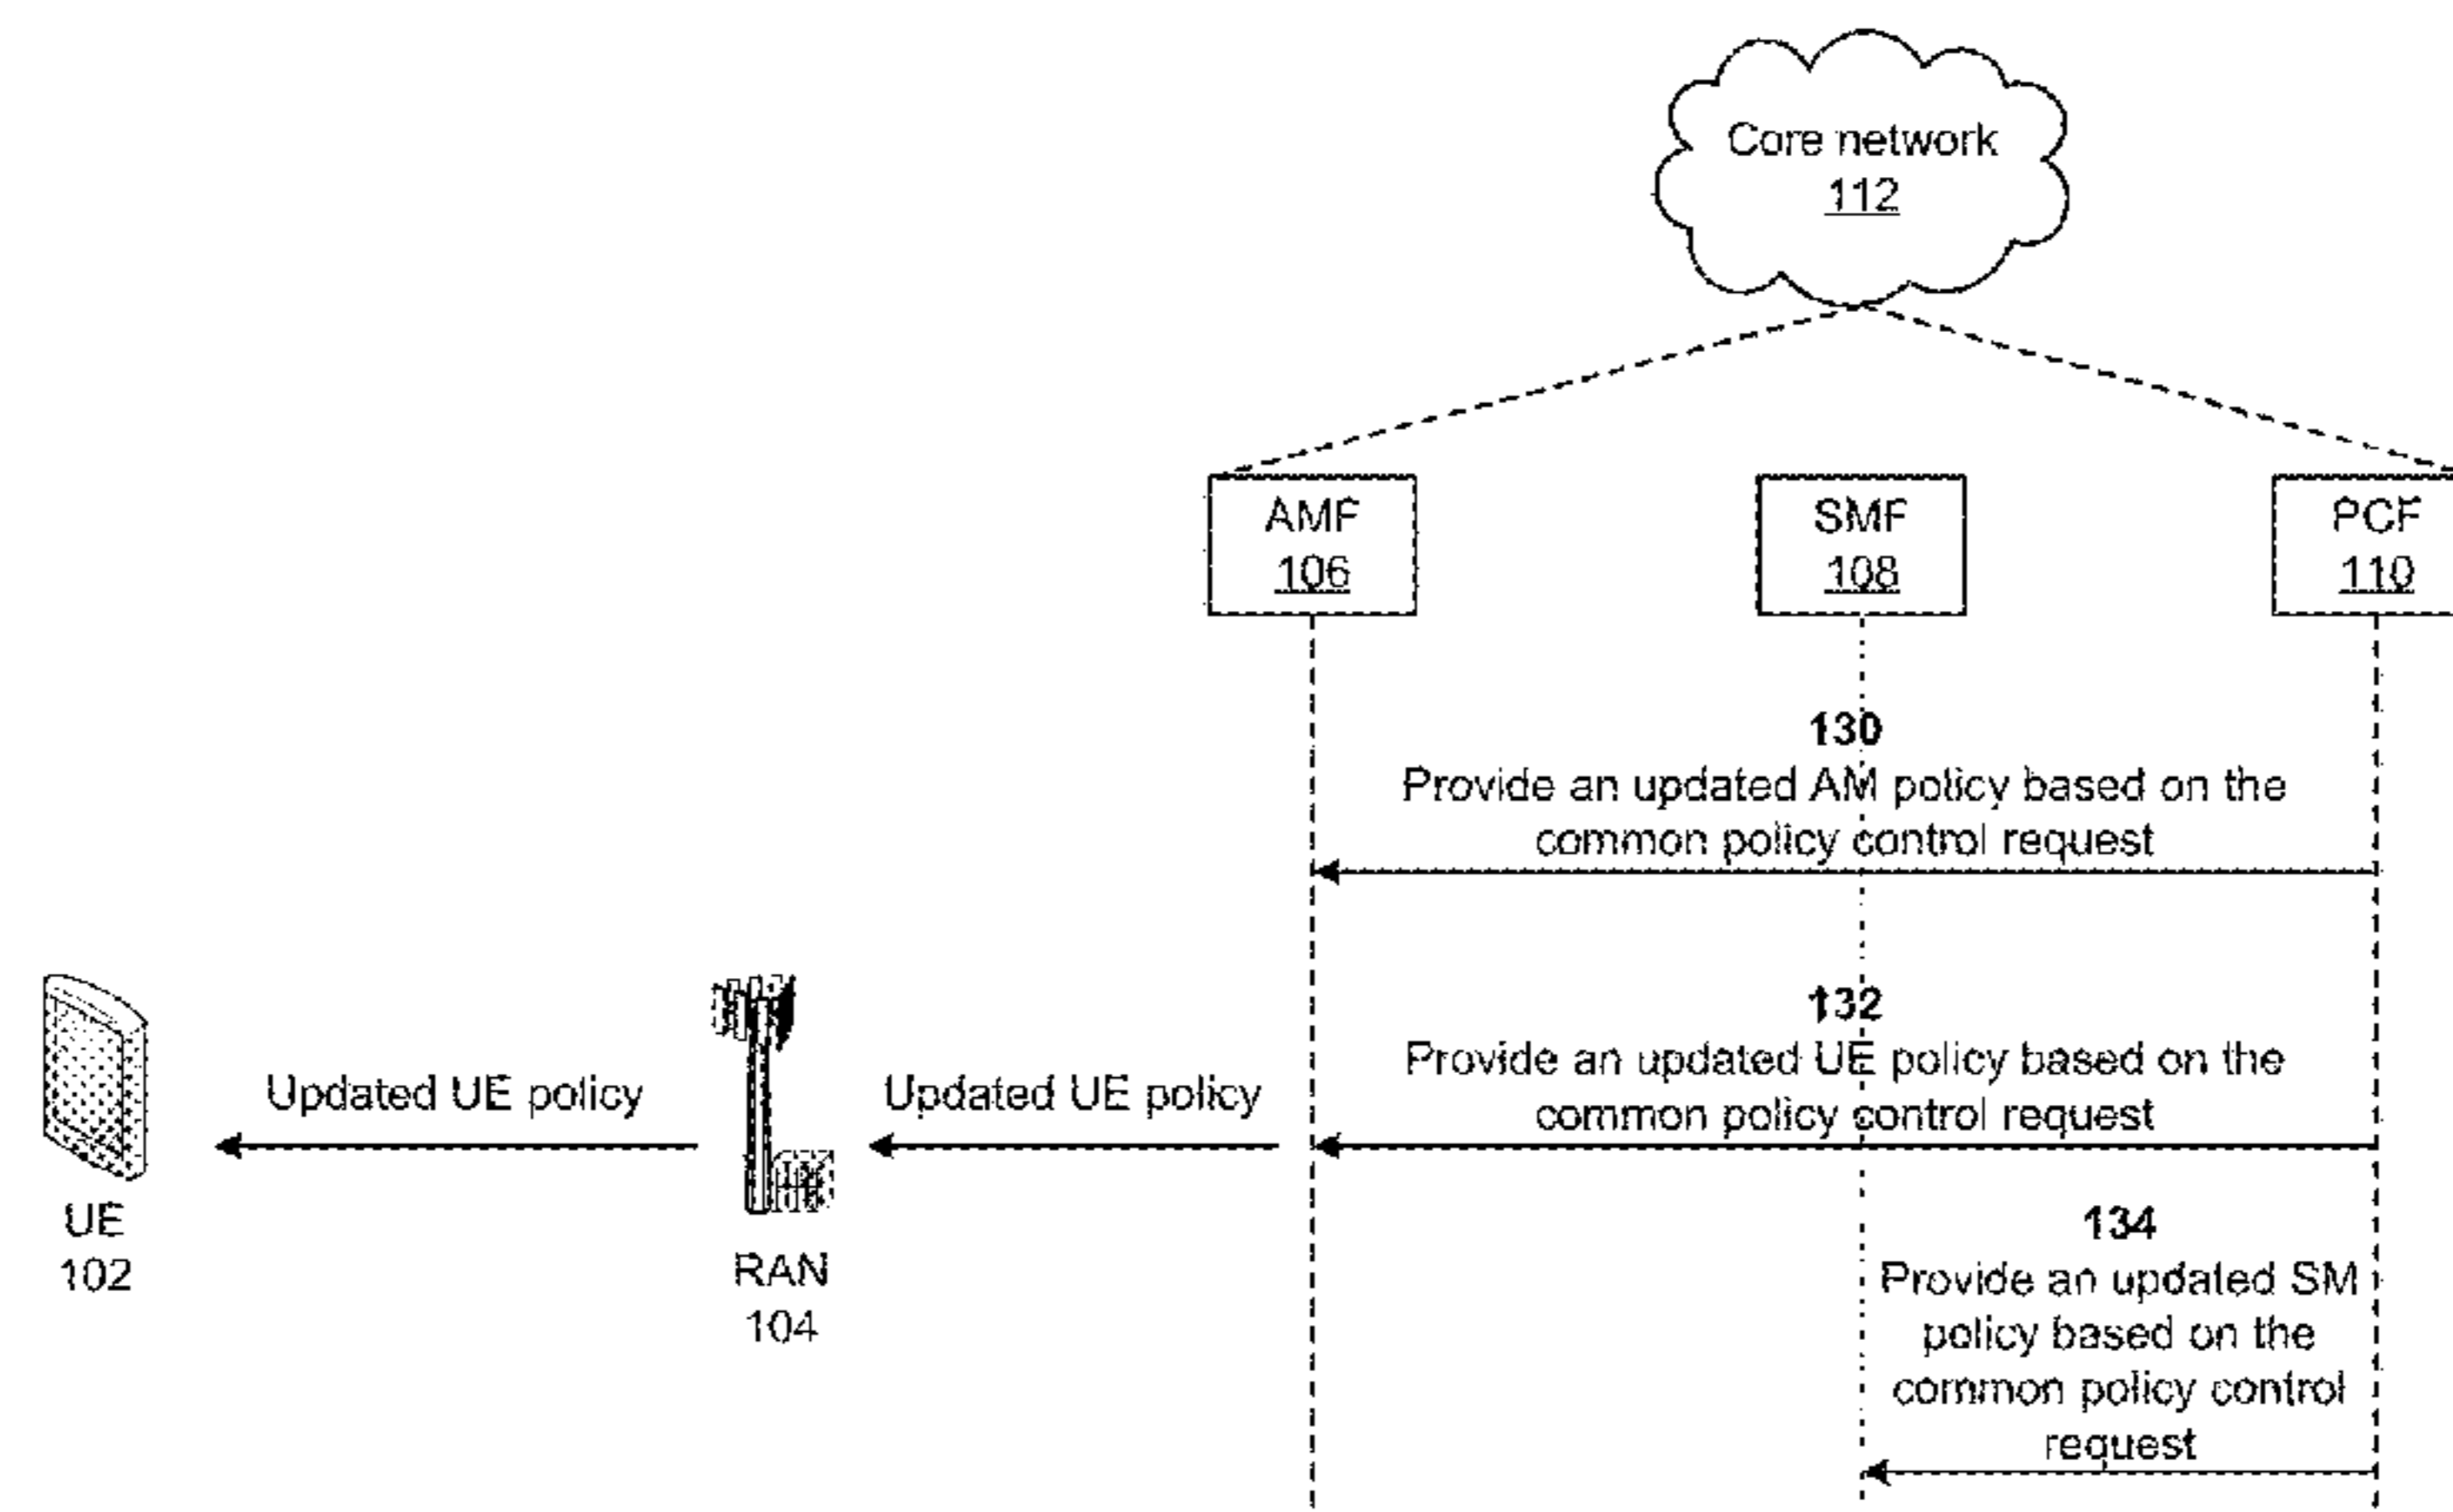 Core network
112
AMF
106
SMF
108
PCF
110
130
Provide an updated AM policy based on the
common policy control request
132
Provide an updated UE policy based on the
common policy control request
Updated UE policy
Updated UE policy
UE
102
RAN
104
134
Provide an updated SM
policy based on the
common policy control
request